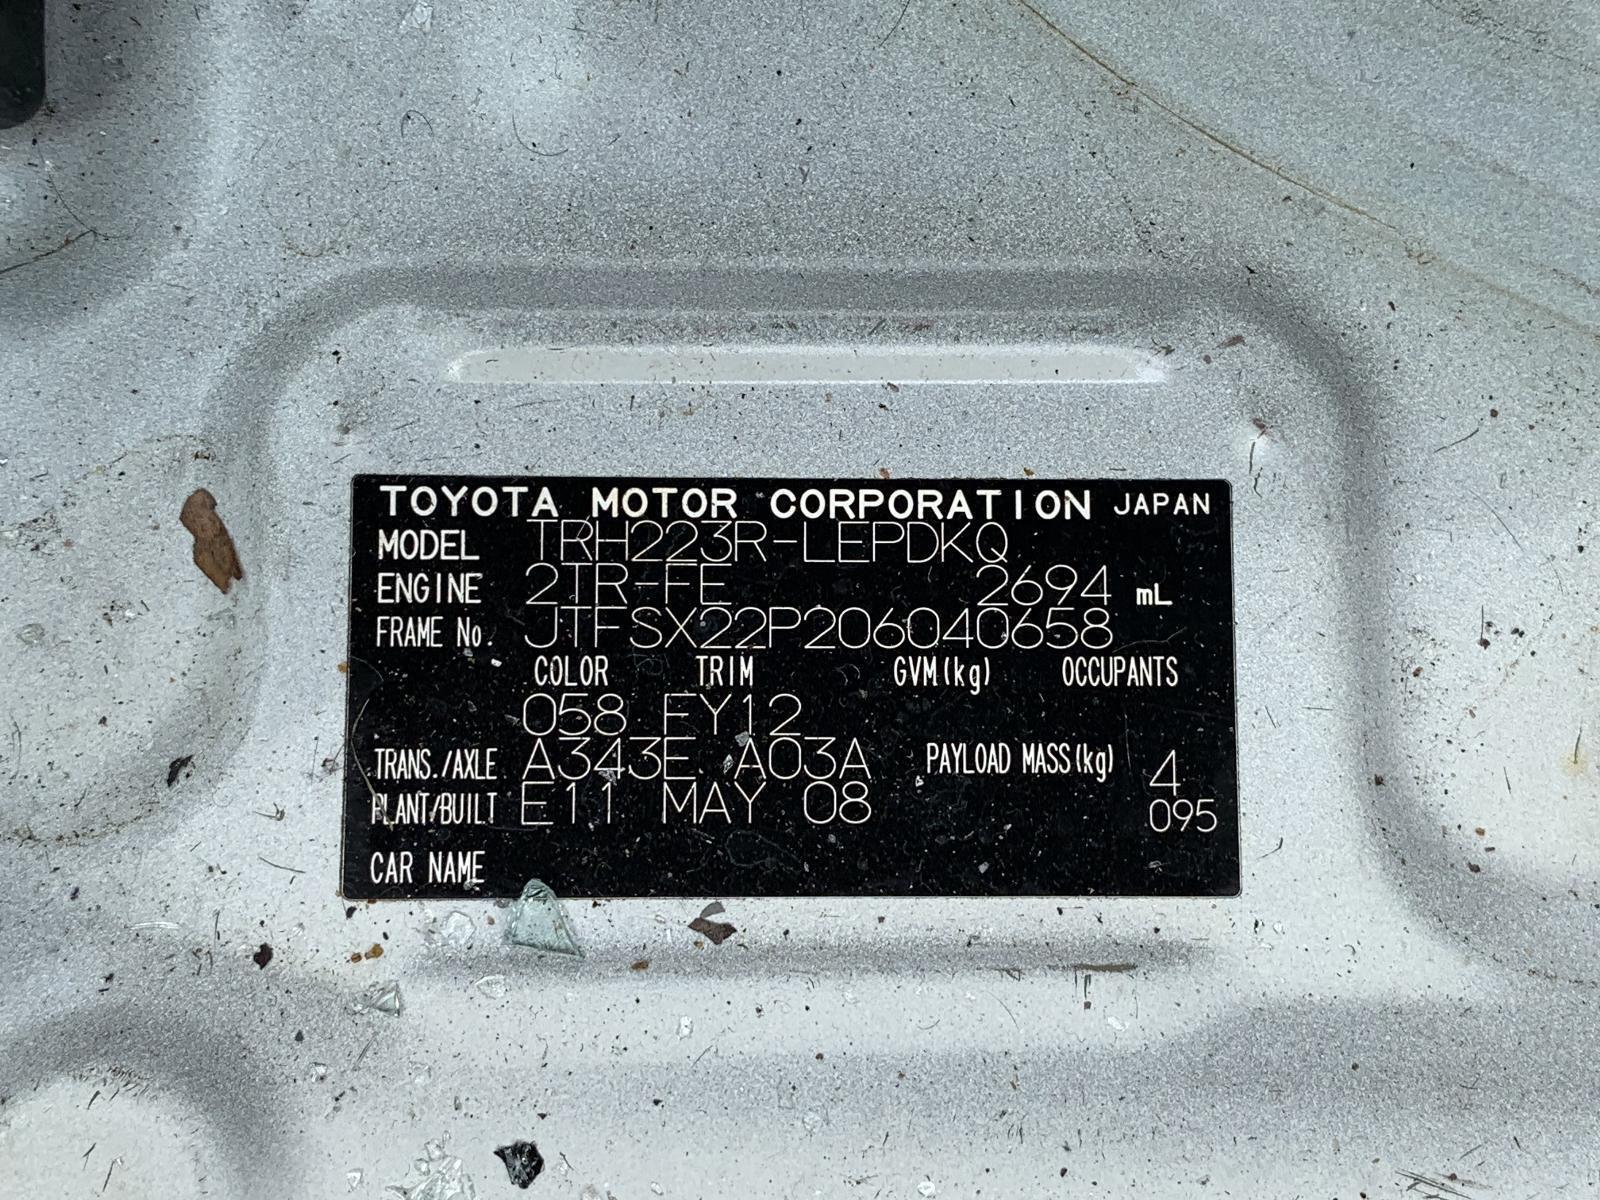 TOYOTA MOTOR CORPORATION JAPAN
MODEL TRH223R-LEPDKQ
ENGINE 2TR-FE 2694 mL
FRAME No. JTFSX22P206040658
COLOR TRIM GVM(kg) OCCUPANTS
058 FY12
TRANS./AXLE A343E A03A PAYLOAD MASS(kg) 4
PLANT/BUILT E11 MAY 08 095
CAR NAME